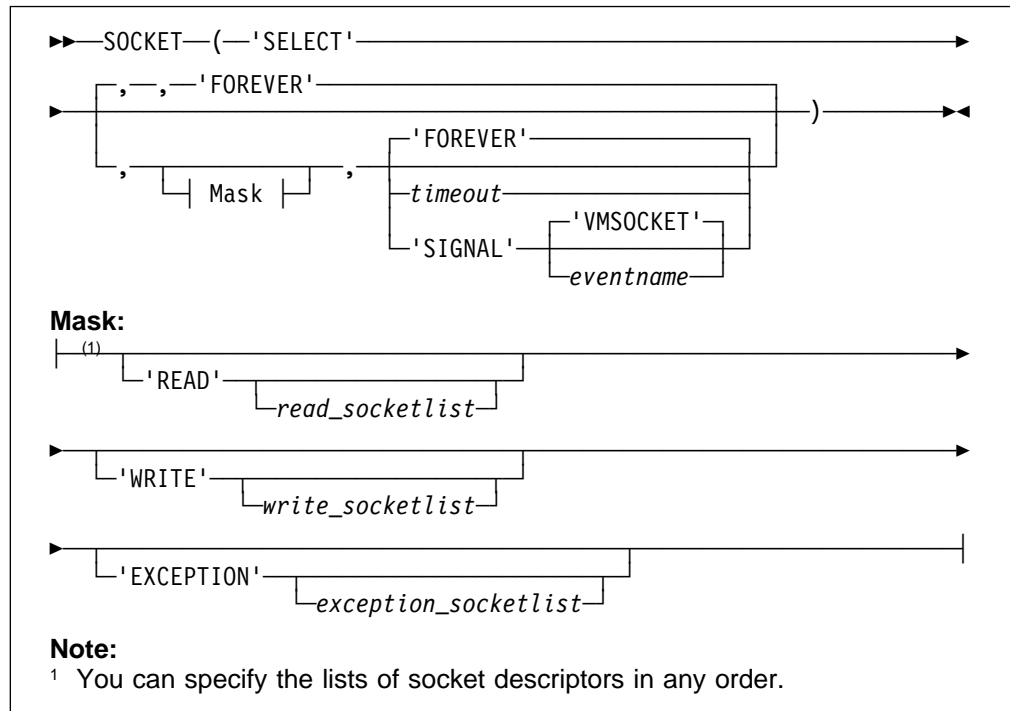 SOCKET ( 'SELECT'
, , 'FOREVER'
)
'FOREVER'
, Mask ,
timeout
'VMSOCKET'
'SIGNAL'
eventname
Mask:
(1)
'READ'
read_socketlist
'WRITE'
write_socketlist
'EXCEPTION'
exception_socketlist
Note:
1 You can specify the lists of socket descriptors in any order.